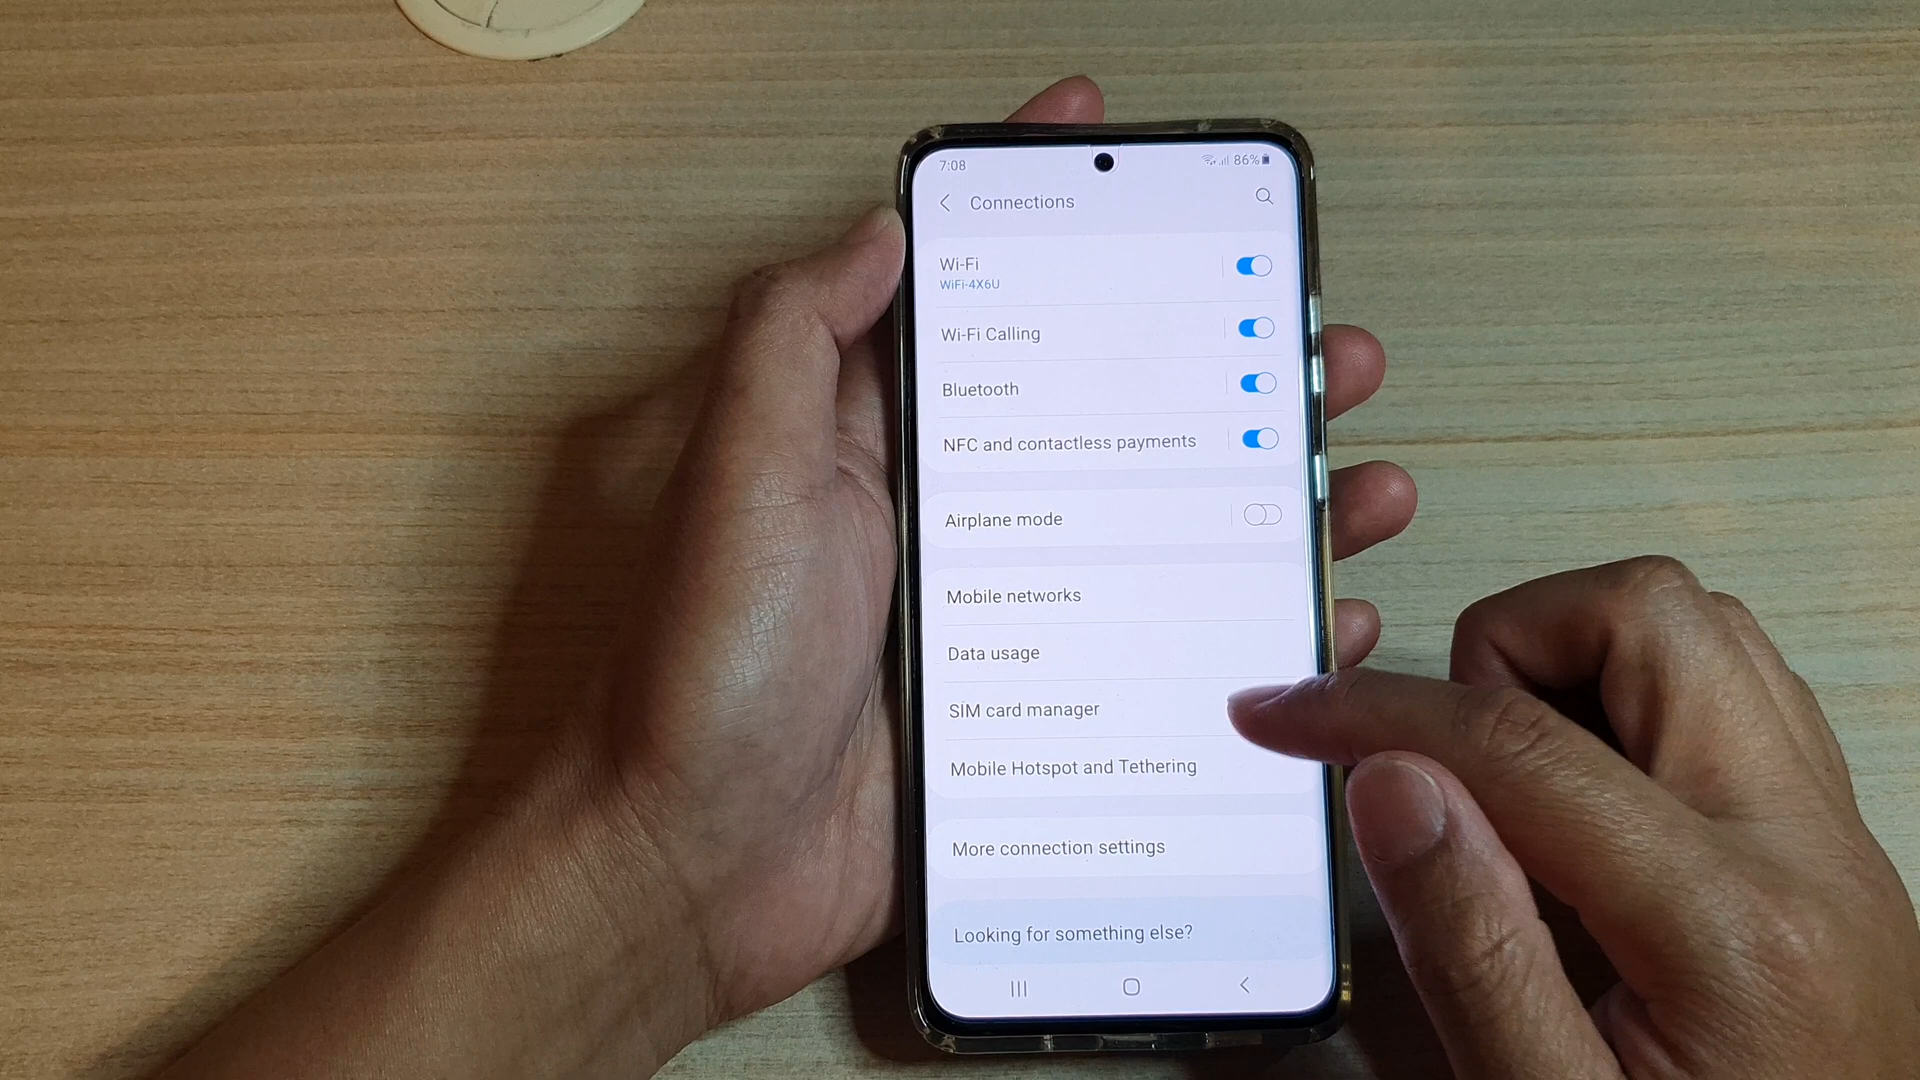 7:08
86%
Connections
Wi-Fi
WiFi-4X6U
Wi-Fi Calling
Bluetooth
NFC and contactless payments
Airplane mode
Mobile networks
Data usage
SIM card manager
Mobile Hotspot and Tethering
More connection settings
Looking for something else?